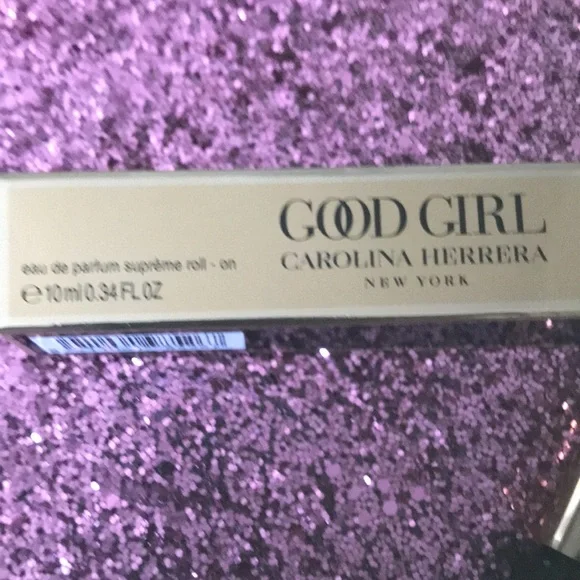 GOOD GIRL
CAROLINA HERRERA
NEW YORK
eau de parfum suprême roll - on
℮10ml 0.34 FL OZ